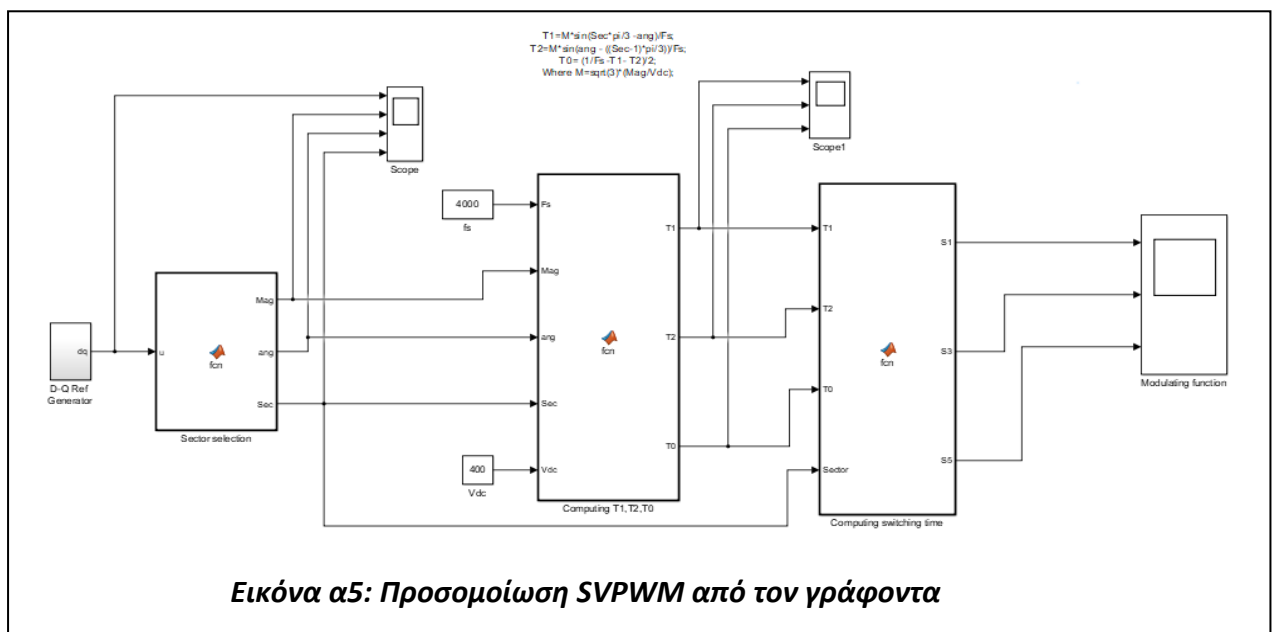 T1=M*sin(Sec*pi/3 -ang)/Fs;
T2=M*sin(ang - ((Sec-1)*pi/3))/Fs;
T0= (1/Fs -T1- T2)/2;
Where M=sqrt(3)*(Mag/Vdc);
Scope
Scope1
4000
fs
Fs
Mag
ang
Sec
Vdc
fcn
T1
T2
T0
Computing T1,T2,T0
400
Vdc
dq
D-Q Ref
Generator
u
fcn
Mag
ang
Sec
Sector selection
T1
T2
T0
Sector
fcn
S1
S3
S5
Computing switching time
Modulating function
Εικόνα α5: Προσομοίωση SVPWM από τον γράφοντα